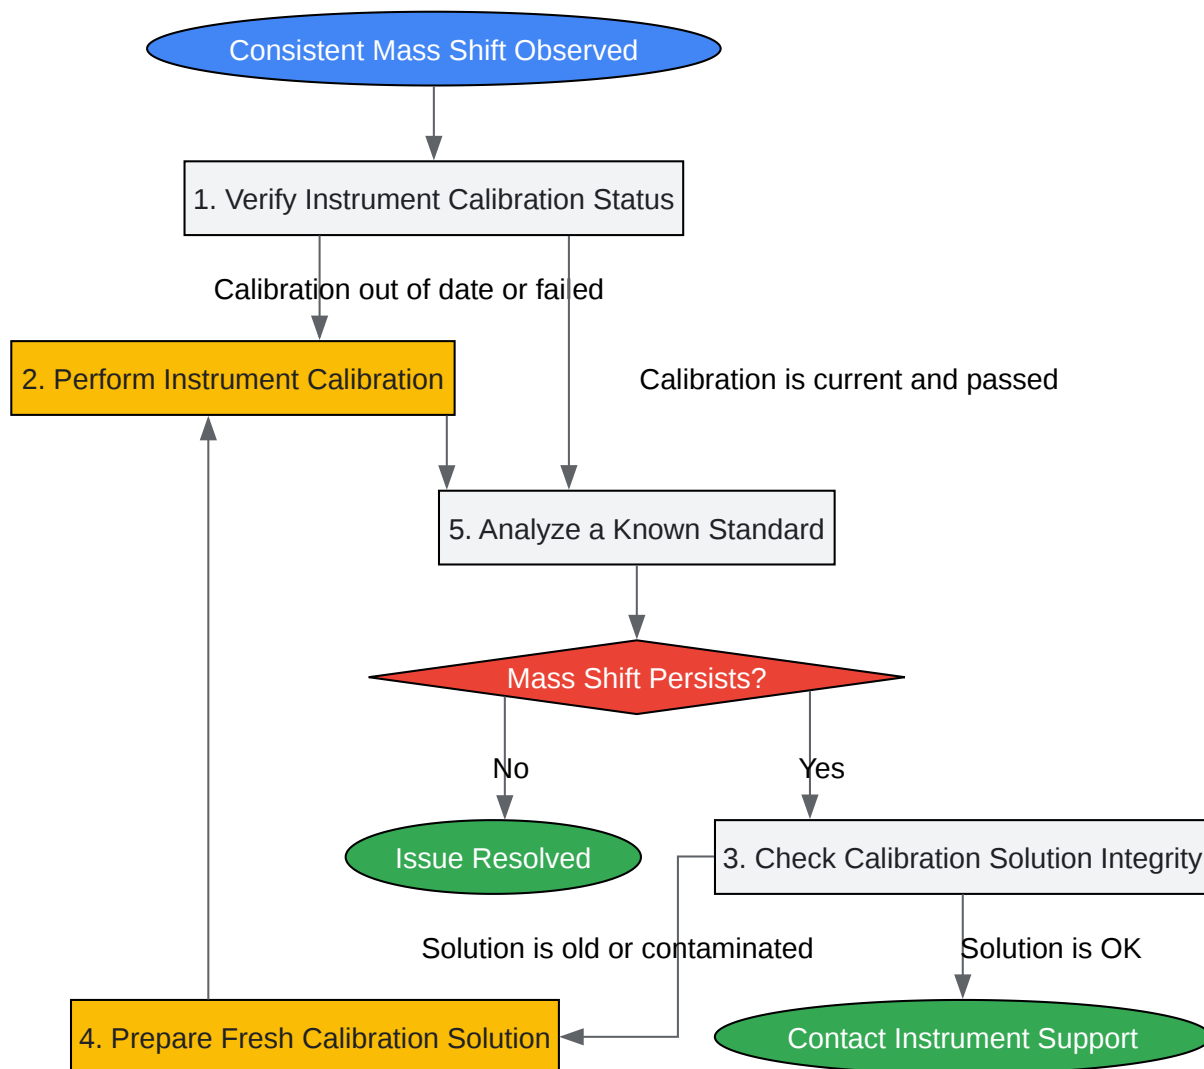 Consistent Mass Shift Observed
1. Verify Instrument Calibration Status
Calibration out of date or failed
2. Perform Instrument Calibration
Calibration is current and passed
5. Analyze a Known Standard
Mass Shift Persists?
No
Yes
Issue Resolved
3. Check Calibration Solution Integrity
Solution is old or contaminated
Solution is OK
4. Prepare Fresh Calibration Solution
Contact Instrument Support